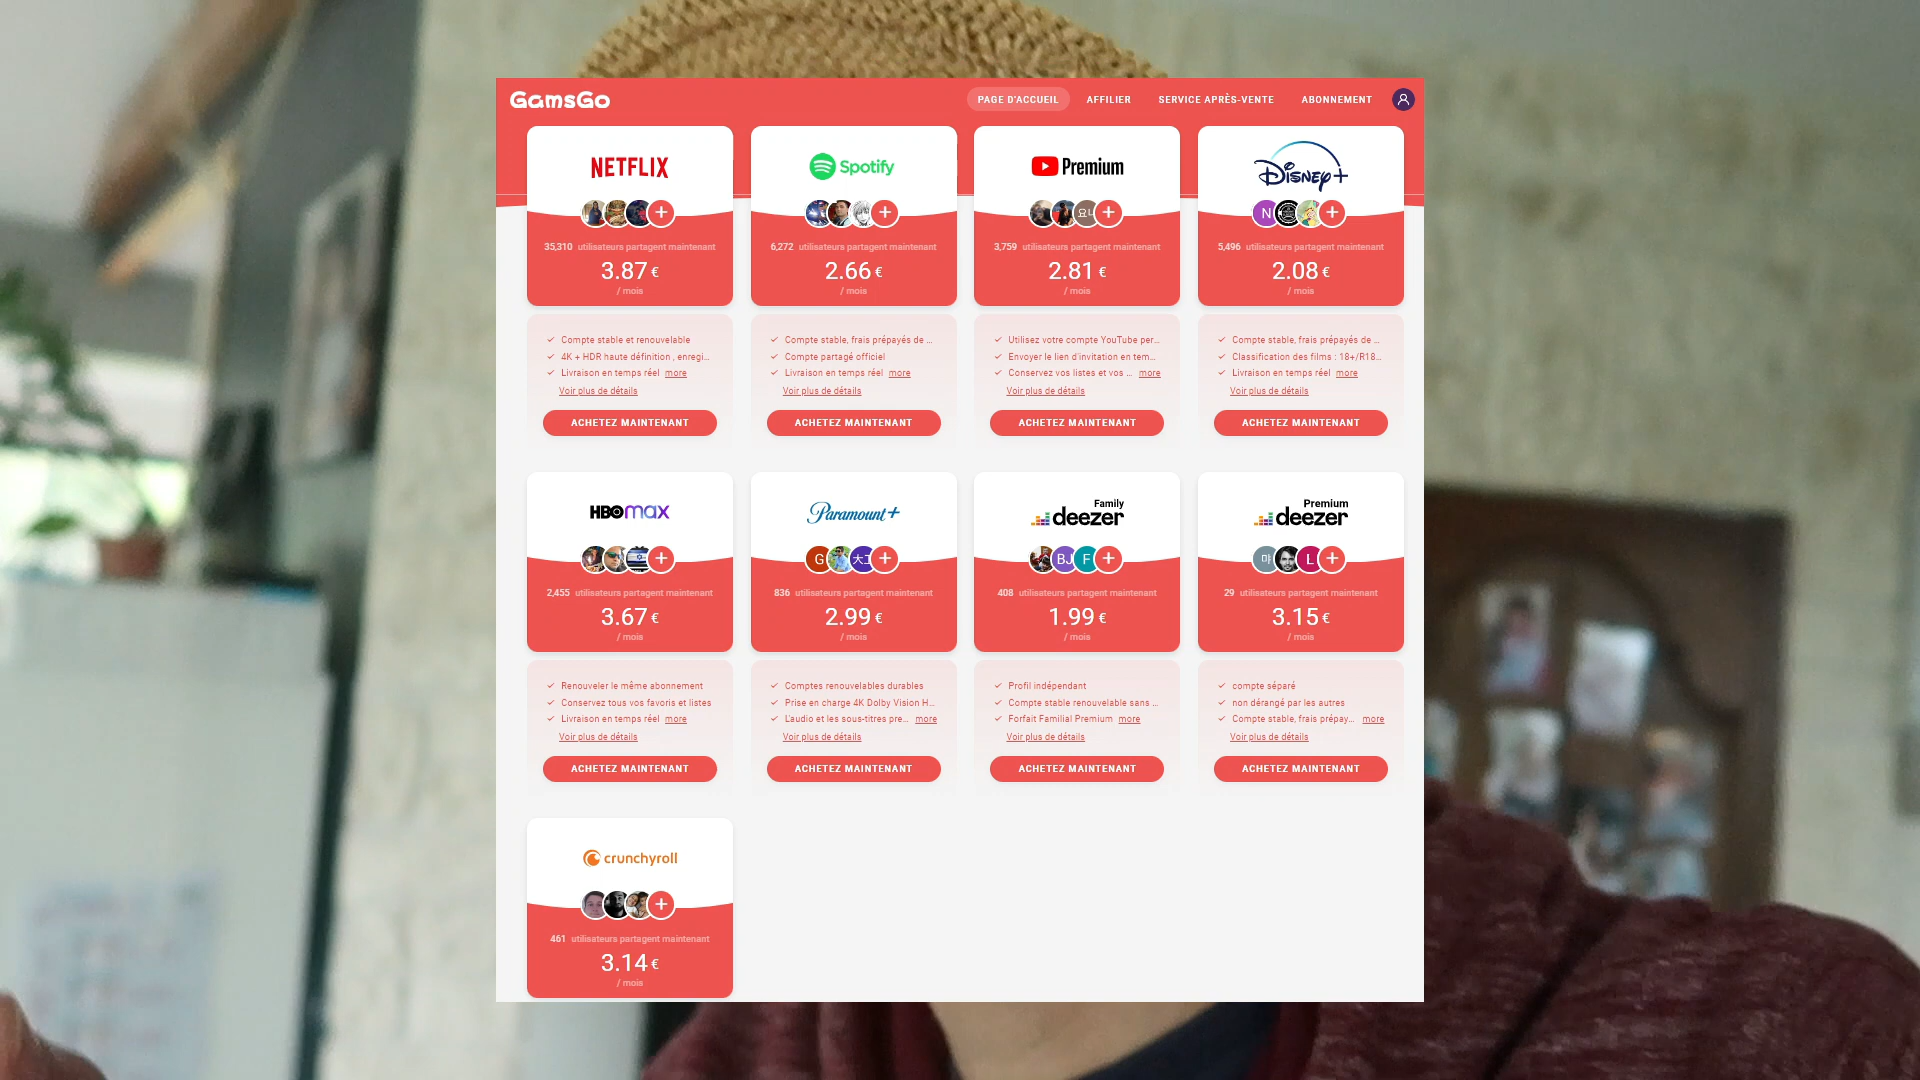 GamsGo
PAGE D'ACCUEIL AFFILIER SERVICE APRÈS-VENTE ABONNEMENT
NETFLIX
35,310 utilisateurs partagent maintenant
3.87 €
/ mois
Compte stable et renouvelable
4K + HDR haute définition , enregi...
Livraison en temps réel more
Voir plus de détails
ACHETEZ MAINTENANT
Spotify
6,272 utilisateurs partagent maintenant
2.66 €
/ mois
Compte stable, frais prépayés de ...
Compte partagé officiel
Livraison en temps réel more
Voir plus de détails
ACHETEZ MAINTENANT
Premium
요니
3,759 utilisateurs partagent maintenant
2.81 €
/ mois
Utilisez votre compte YouTube per...
Envoyer le lien d'invitation en tem...
Conservez vos listes et vos ... more
Voir plus de détails
ACHETEZ MAINTENANT
Disney+
N
5,496 utilisateurs partagent maintenant
2.08 €
/ mois
Compte stable, frais prépayés de ...
Classification des films : 18+/R18...
Livraison en temps réel more
Voir plus de détails
ACHETEZ MAINTENANT
HBOmax
2,455 utilisateurs partagent maintenant
3.67 €
/ mois
Renouveler le même abonnement
Conservez tous vos favoris et listes
Livraison en temps réel more
Voir plus de détails
ACHETEZ MAINTENANT
Paramount+
G 大工
836 utilisateurs partagent maintenant
2.99 €
/ mois
Comptes renouvelables durables
Prise en charge 4K Dolby Vision H...
L'audio et les sous-titres pre... more
Voir plus de détails
ACHETEZ MAINTENANT
Family
deezer
BJ F
408 utilisateurs partagent maintenant
1.99 €
/ mois
Profil indépendant
Compte stable renouvelable sans ...
Forfait Familial Premium more
Voir plus de détails
ACHETEZ MAINTENANT
Premium
deezer
먀 L
29 utilisateurs partagent maintenant
3.15 €
/ mois
compte séparé
non dérangé par les autres
Compte stable, frais prépay... more
Voir plus de détails
ACHETEZ MAINTENANT
crunchyroll
461 utilisateurs partagent maintenant
3.14 €
/ mois